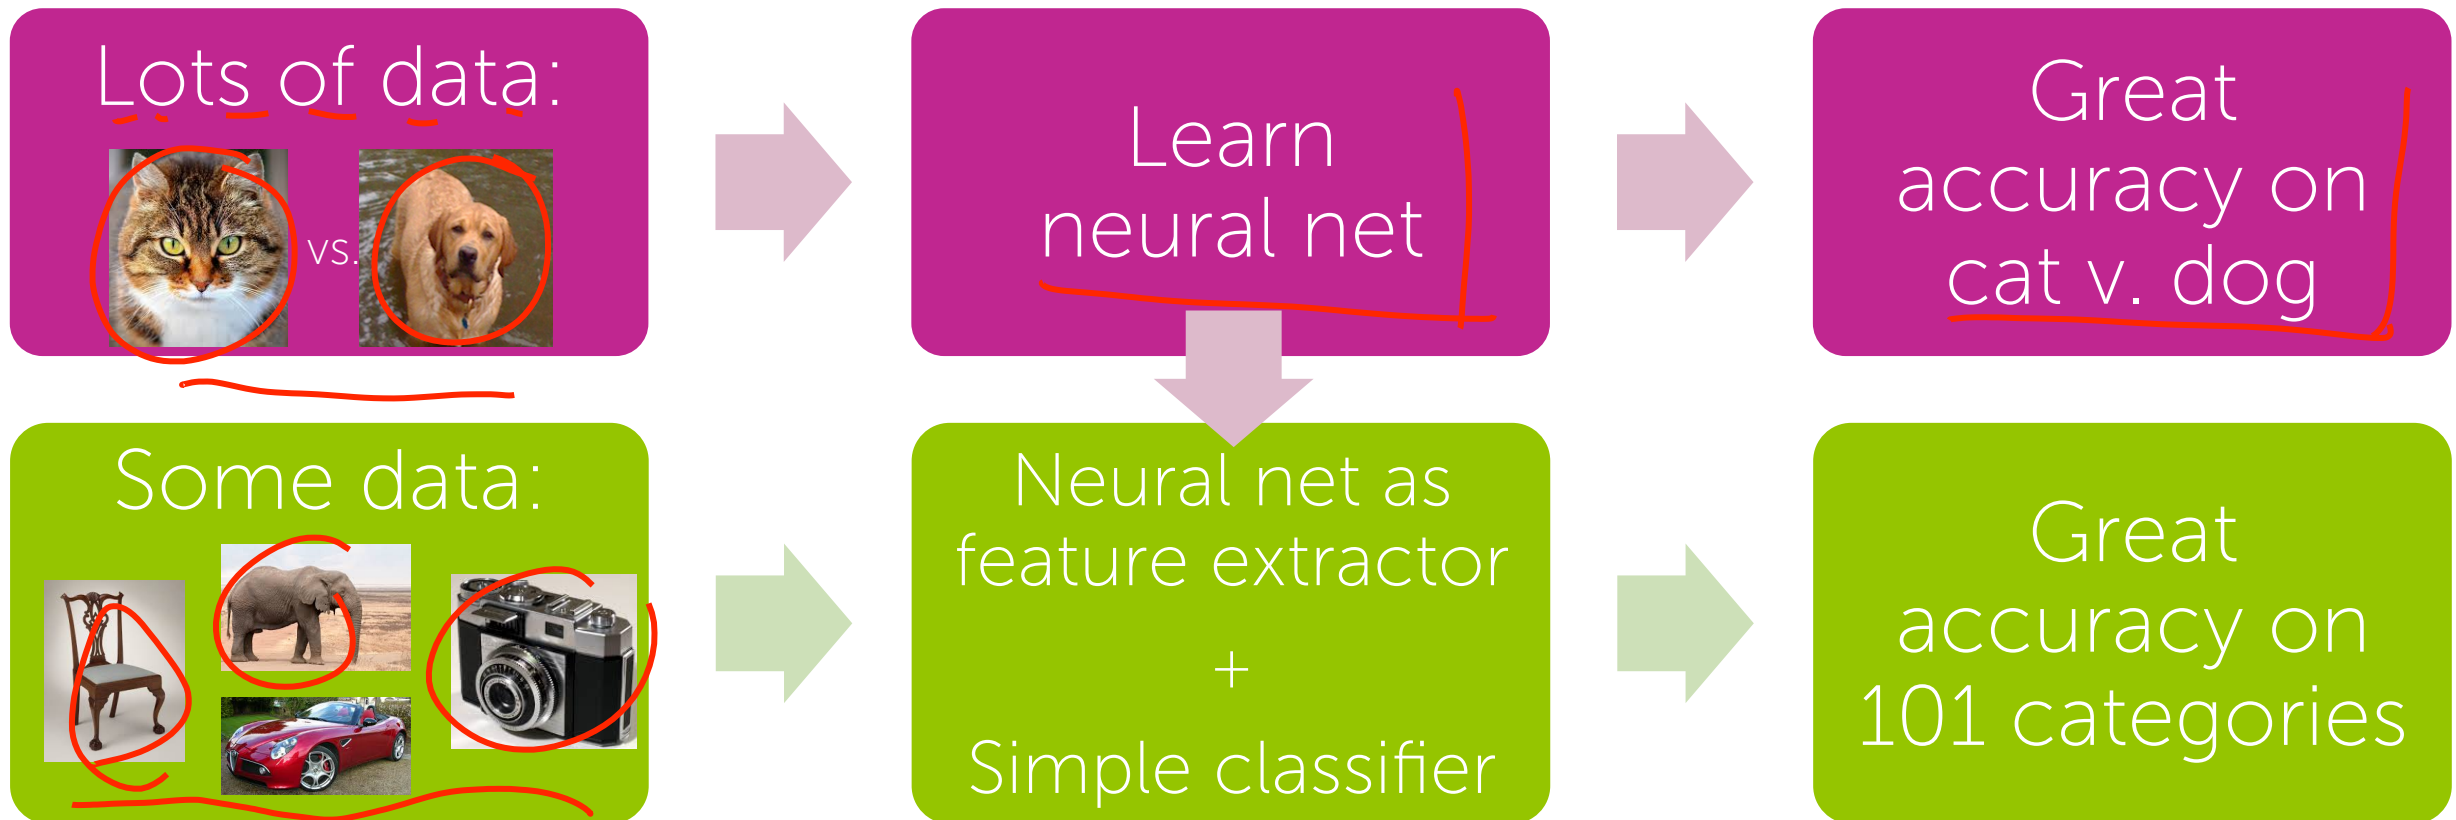 Lots of data:
vs.
Learn
neural net
Great
accuracy on
cat v. dog
Some data:
Neural net as
feature extractor
+
Simple classifier
Great
accuracy on
101 categories